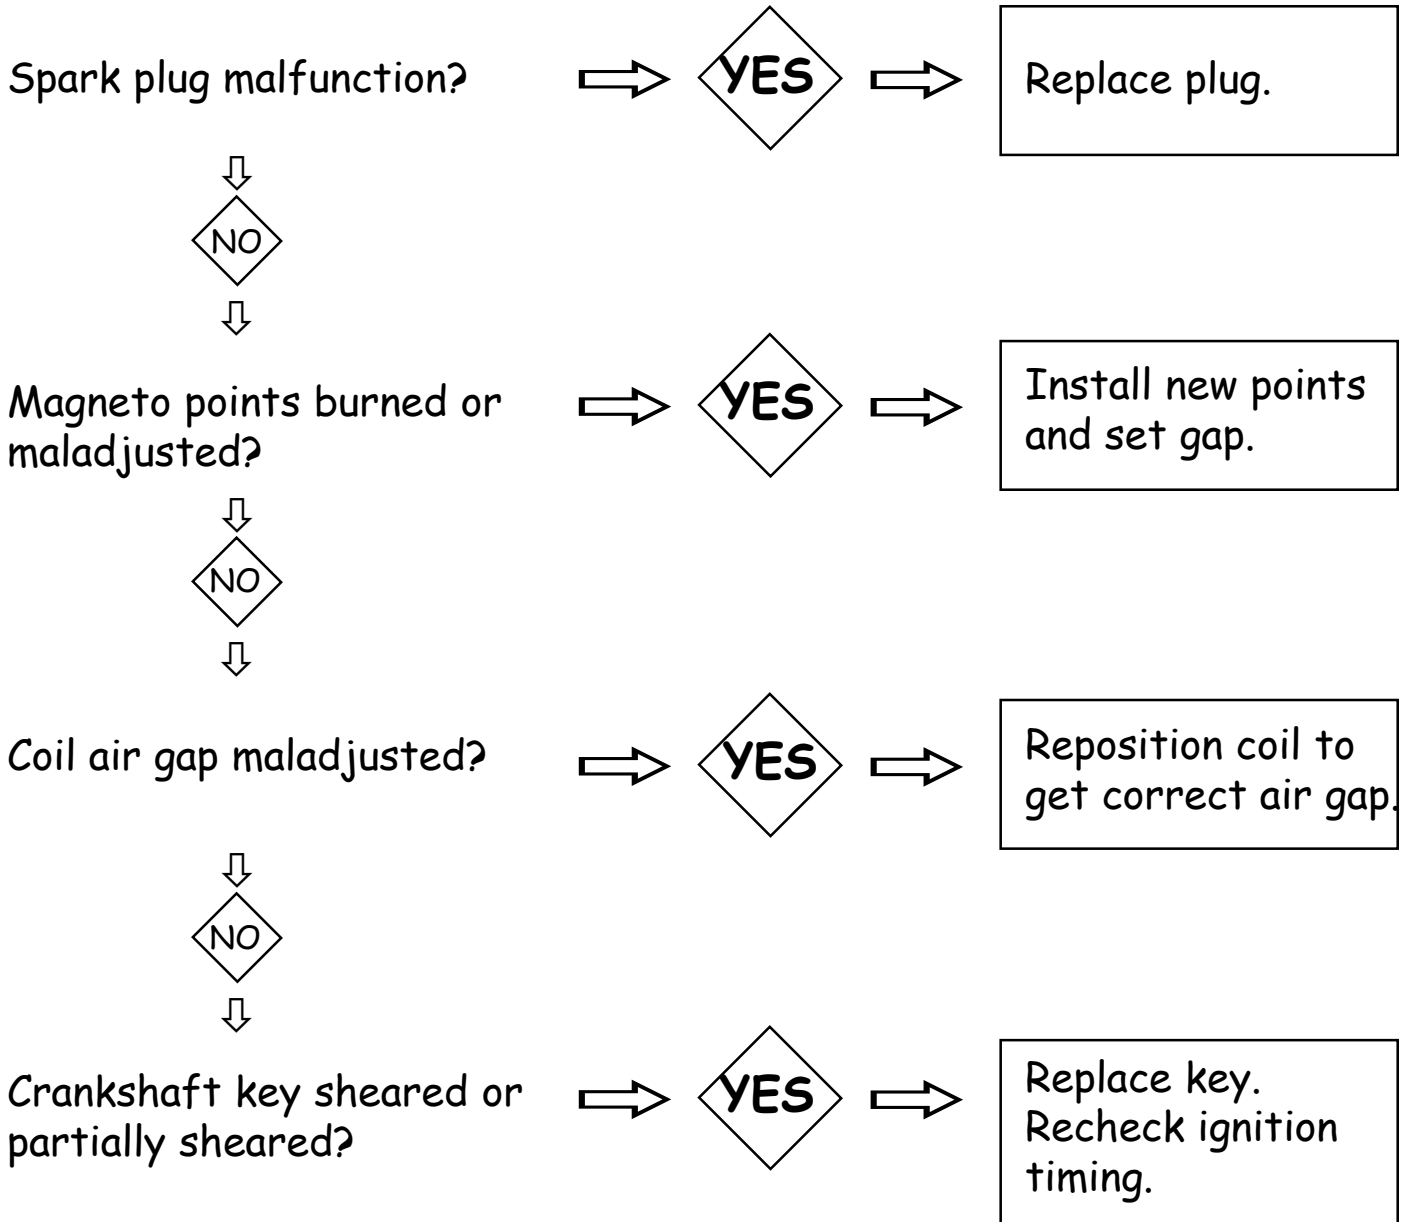 Spark plug malfunction?
YES
Replace plug.
NO
Magneto points burned or
maladjusted?
YES
Install new points
and set gap.
NO
Coil air gap maladjusted?
YES
Reposition coil to
get correct air gap.
NO
Crankshaft key sheared or
partially sheared?
YES
Replace key.
Recheck ignition
timing.